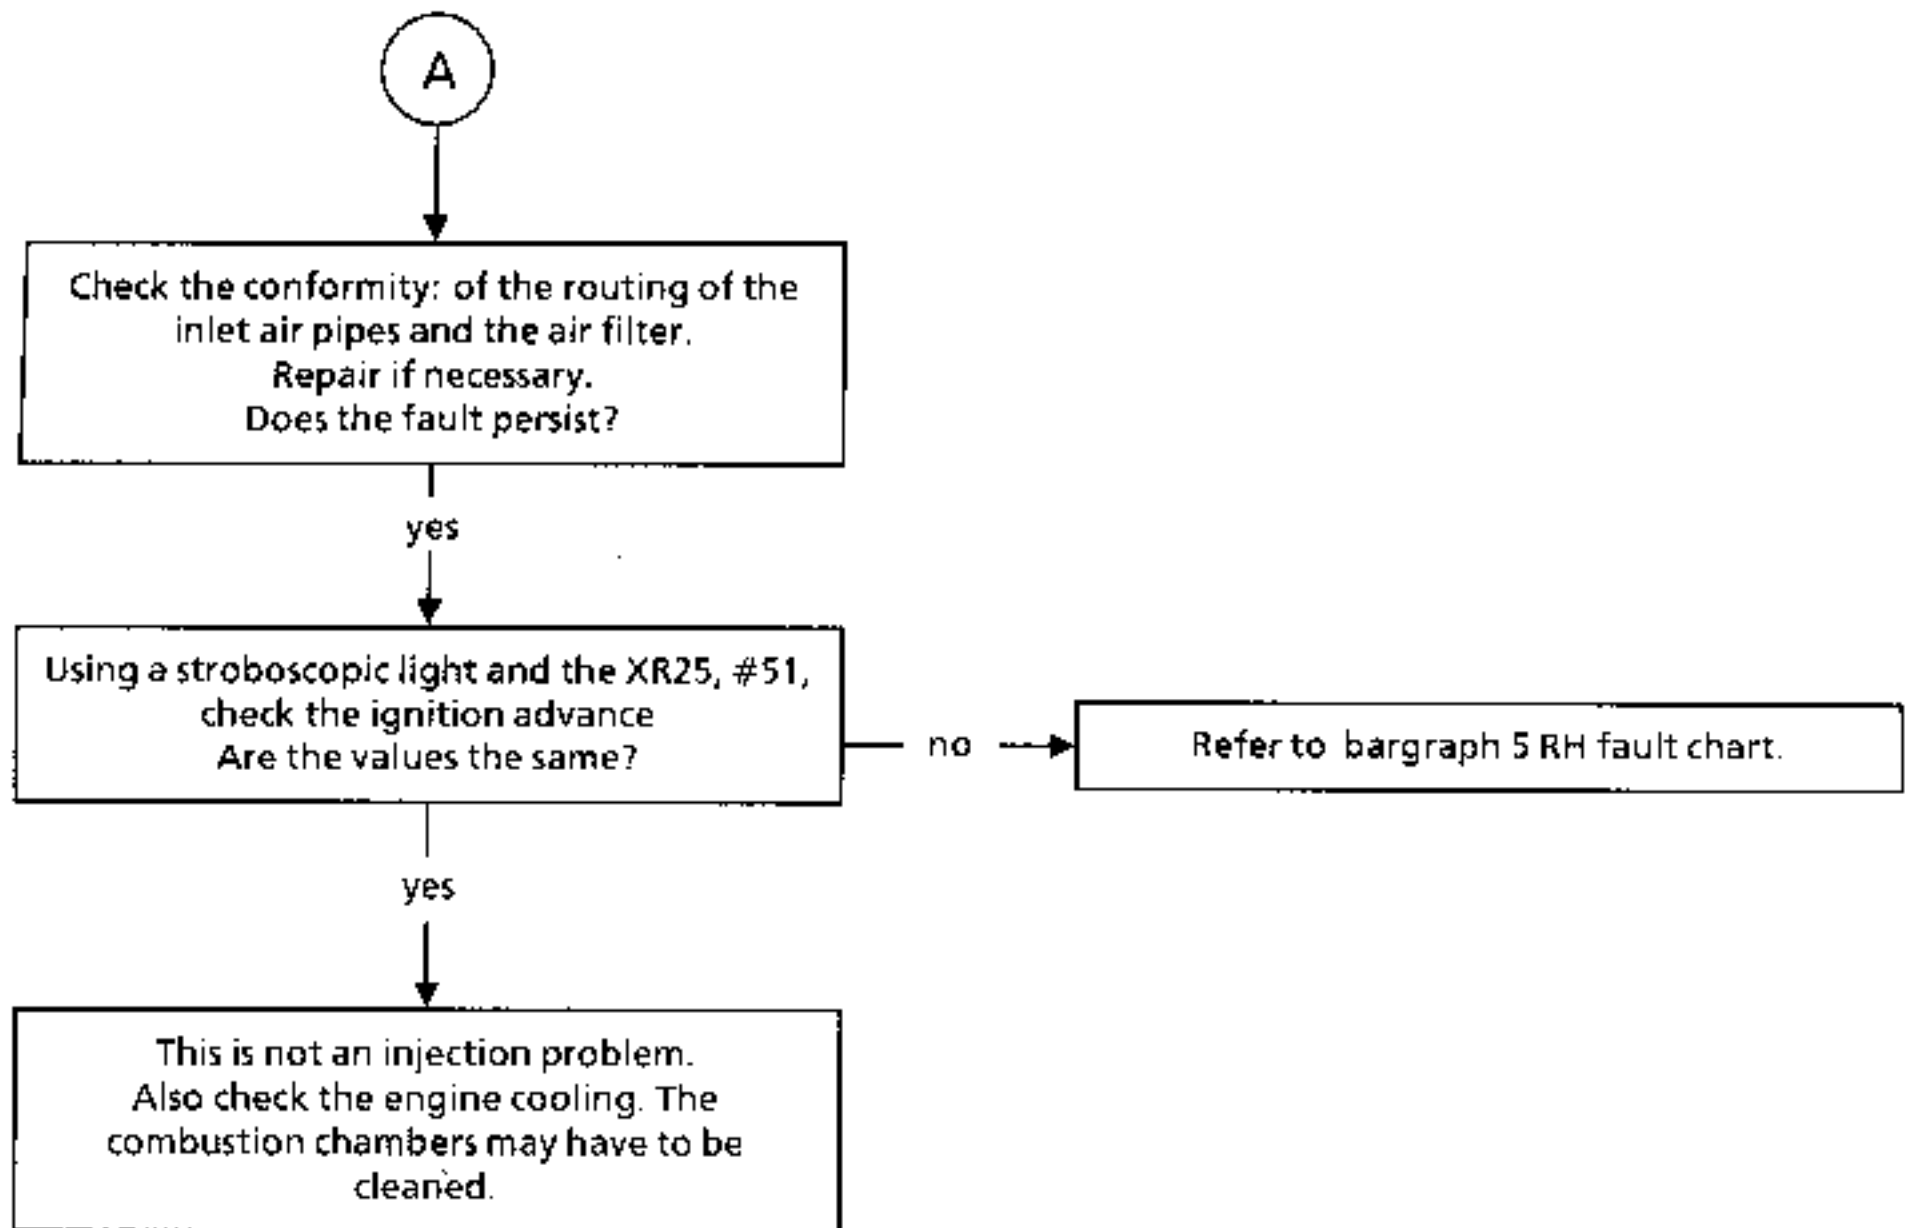 A
Check the conformity: of the routing of the
inlet air pipes and the air filter.
Repair if necessary.
Does the fault persist?
yes
Using a stroboscopic light and the XR25, #51,
check the ignition advance
Are the values the same?
no
Refer to bargraph 5 RH fault chart.
yes
This is not an injection problem.
Also check the engine cooling. The
combustion chambers may have to be
cleaned.